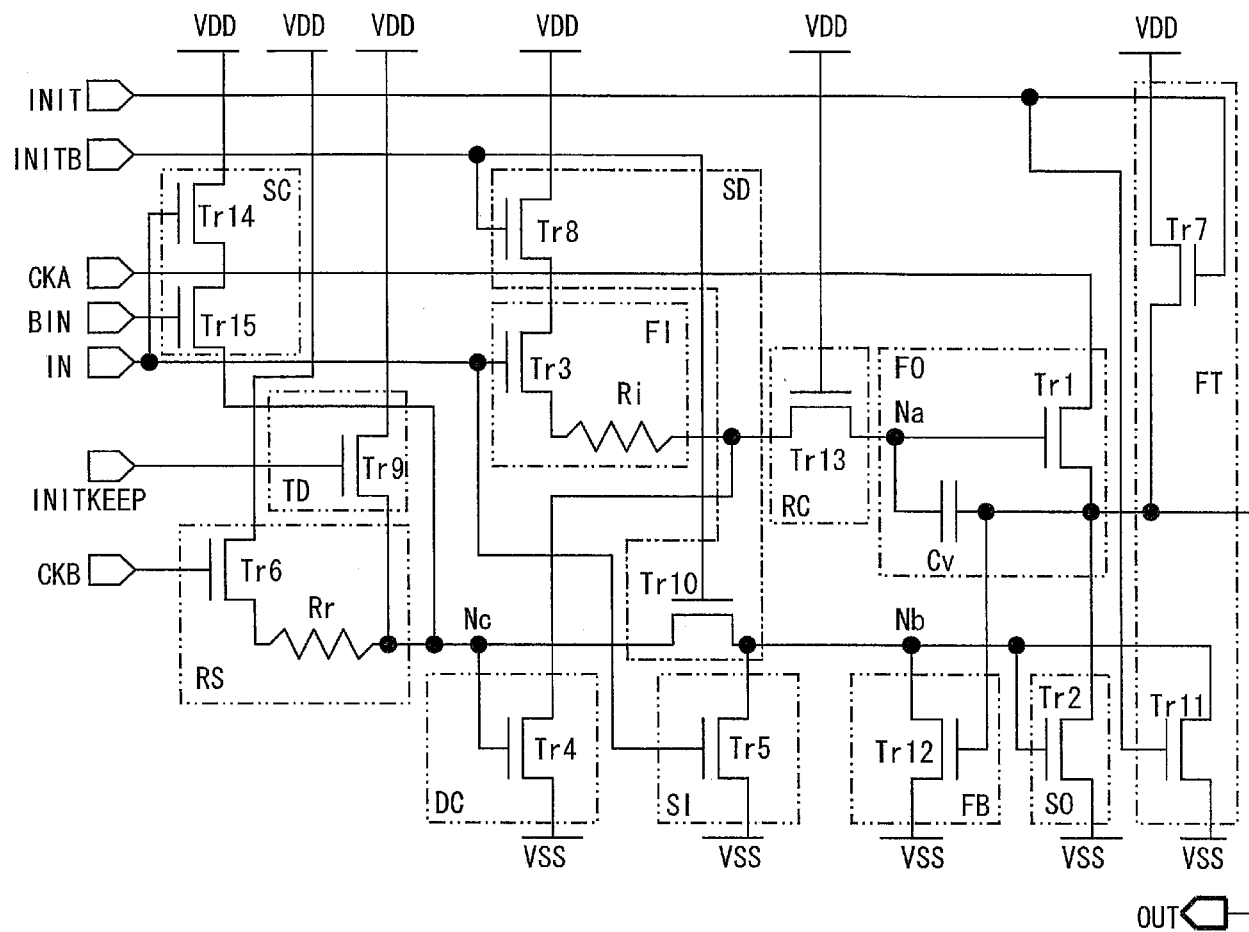 VDD VDD VDD VDD VDD VDD
INIT
INITB
SC
SD
Tr14
Tr8
Tr7
CKA
BIN
Tr15
FI
IN
Tr3
FO
Tr1
FT
Ri
Na
Tr13
Tr9
INITKEEP
TD
RC
Cv
CKB
Tr6
Tr10
Rr
Nc
Nb
RS
Tr2
Tr11
Tr4
Tr5
Tr12
DC
SI
FB
SO
VSS VSS VSS VSS VSS
OUT